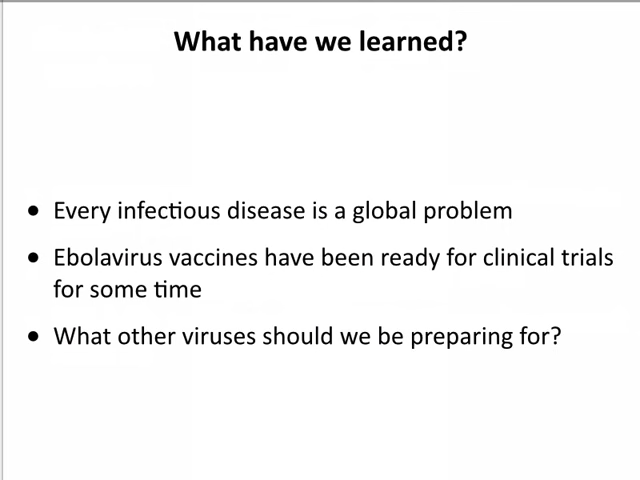 What have we learned?
• Every infectious disease is a global problem
• Ebolavirus vaccines have been ready for clinical trials
for some time
• What other viruses should we be preparing for?